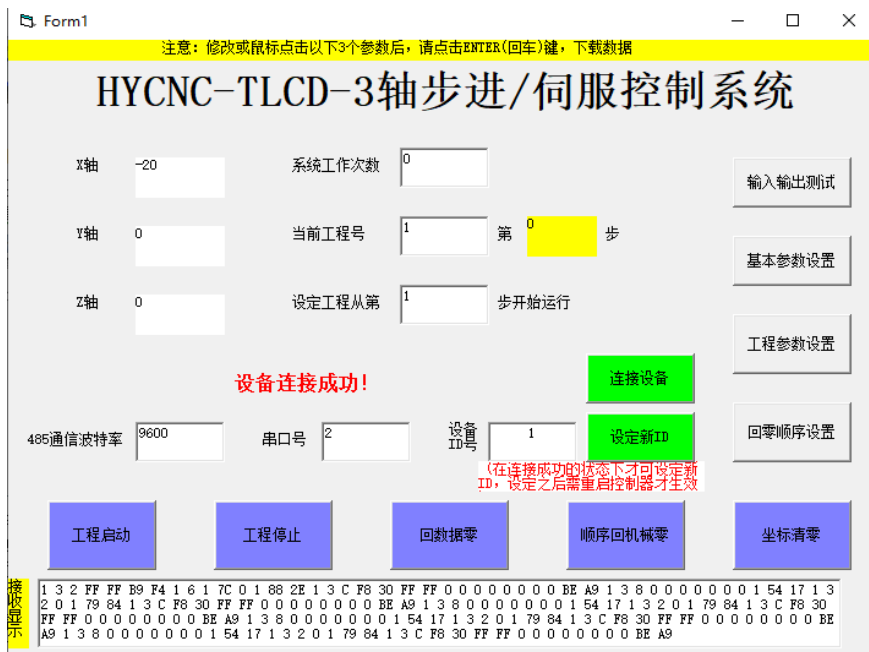 Form1
注意：修改或鼠标点击以下3个参数后，请点击ENTER(回车)键，下载数据
HYCNC-TLCD-3轴步进/伺服控制系统
X轴 -20 系统工作次数 0 输入输出测试
Y轴 0 当前工程号 1 第 0 步 基本参数设置
Z轴 0 设定工程从第 1 步开始运行
工程参数设置
设备连接成功! 连接设备
485通信波特率 9600 串口号 2 设备ID号 1 设定新ID 回零顺序设置
（在连接成功的状态下才可设定新
ID，设定之后需重启控制器才生效
工程启动 工程停止 回数据零 顺序回机械零 坐标清零
接收显示
1 3 2 FF FF B9 F4 1 6 1 7C 0 1 88 2E 1 3 C F8 30 FF FF 0 0 0 0 0 0 0 0 BE A9 1 3 8 0 0 0 0 0 0 0 1 54 17 1 3
2 0 1 79 84 1 3 C F8 30 FF FF 0 0 0 0 0 0 0 0 BE A9 1 3 8 0 0 0 0 0 0 0 1 54 17 1 3 2 0 1 79 84 1 3 C F8 30
FF FF 0 0 0 0 0 0 0 0 BE A9 1 3 8 0 0 0 0 0 0 0 1 54 17 1 3 2 0 1 79 84 1 3 C F8 30 FF FF 0 0 0 0 0 0 0 0 BE
A9 1 3 8 0 0 0 0 0 0 0 1 54 17 1 3 2 0 1 79 84 1 3 C F8 30 FF FF 0 0 0 0 0 0 0 0 BE A9